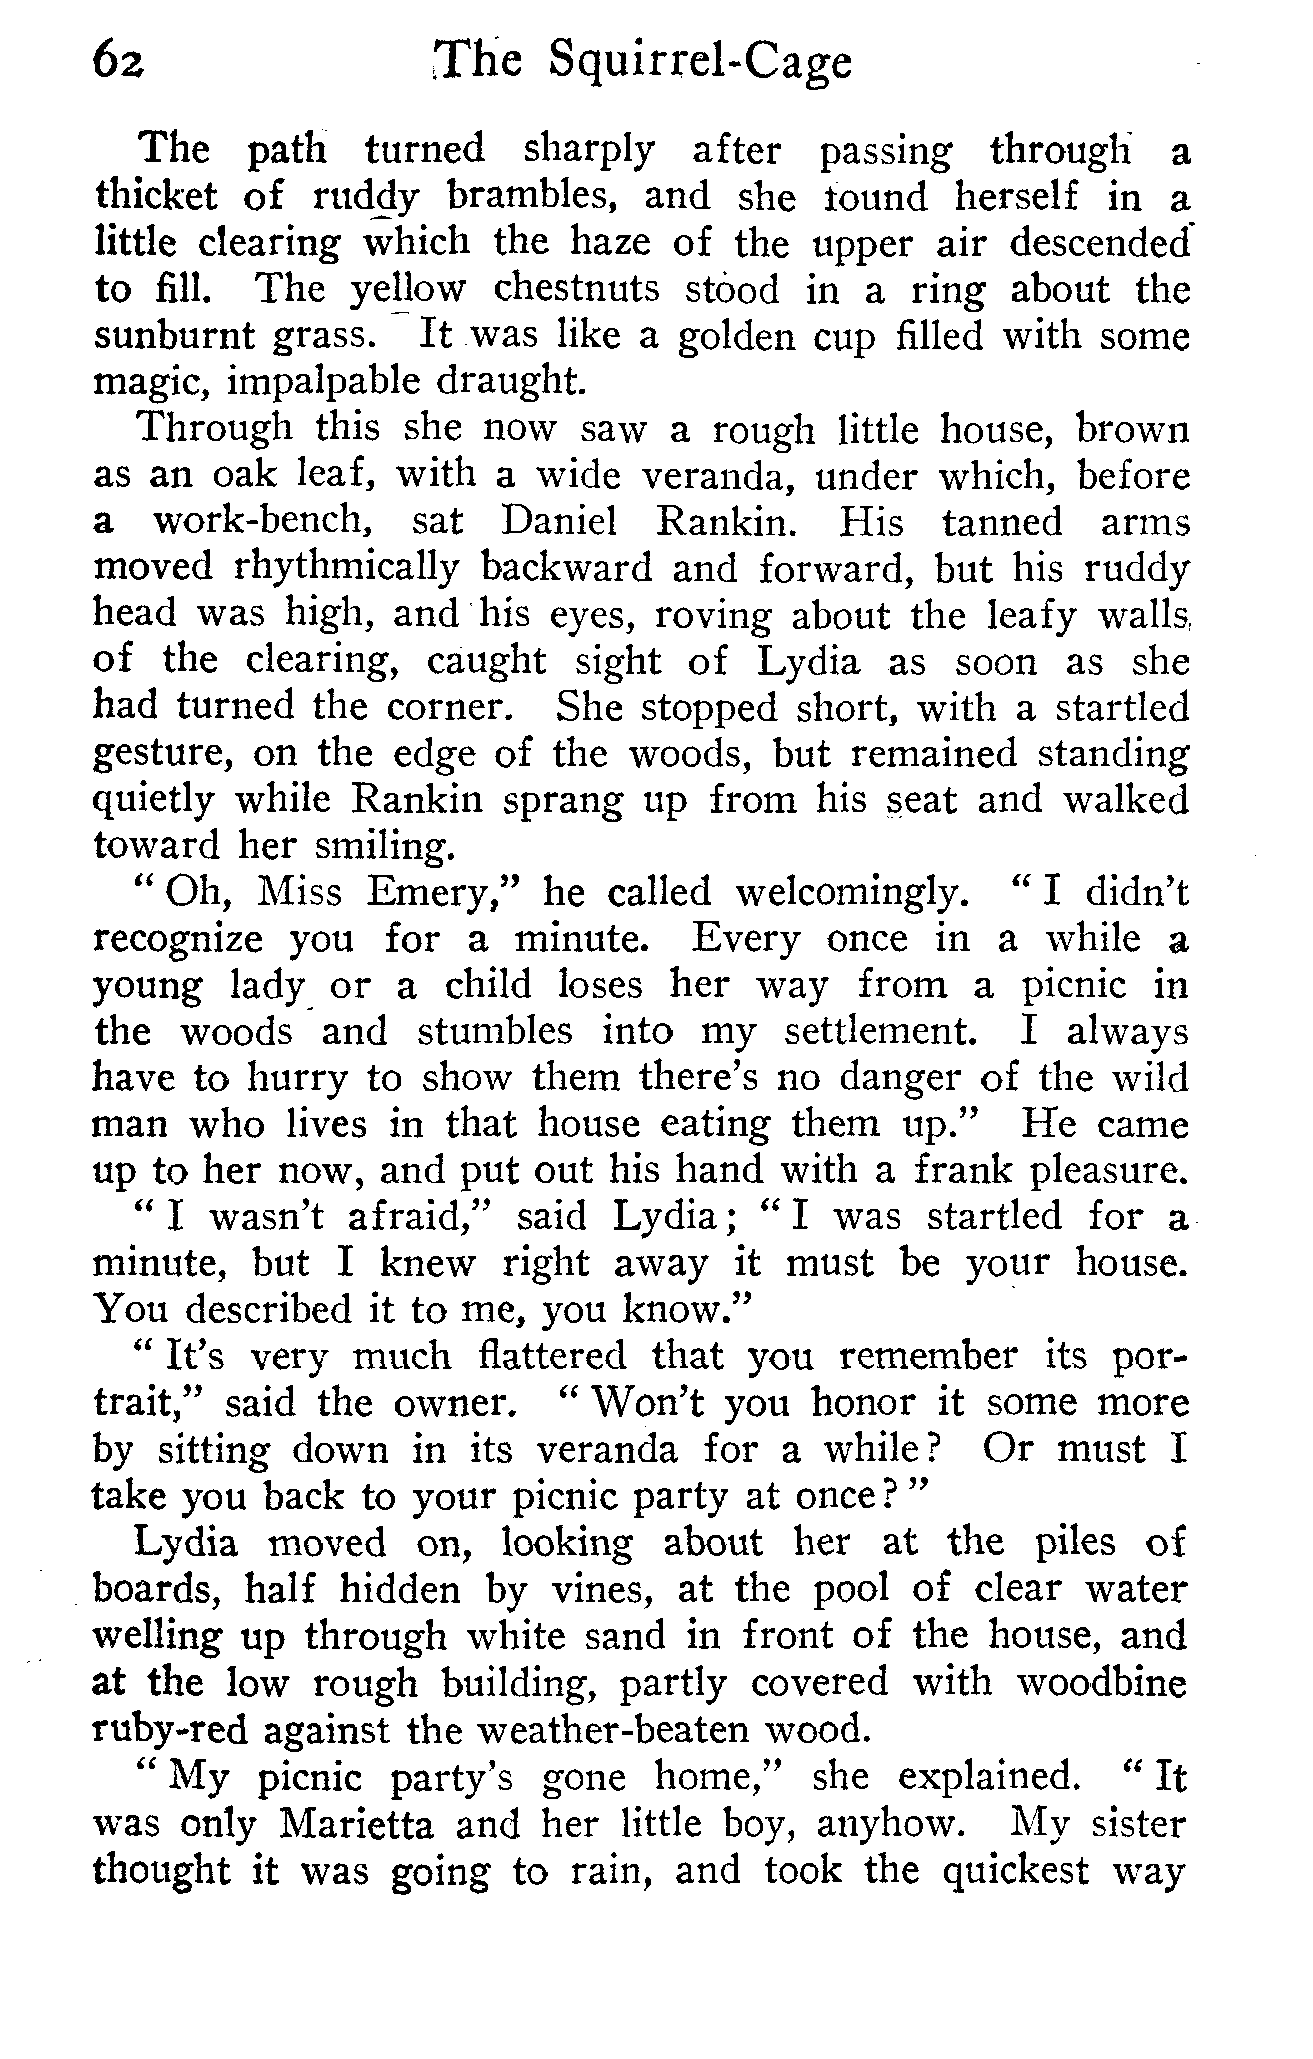 62 The Squirrel-Cage
The path turned sharply after passing through a
thicket of ruddy brambles, and she found herself in a
little clearing which the haze of the upper air descended
to fill. The yellow chestnuts stood in a ring about the
sunburnt grass. It was like a golden cup filled with some
magic, impalpable draught.
Through this she now saw a rough little house, brown
as an oak leaf, with a wide veranda, under which, before
a work-bench, sat Daniel Rankin. His tanned arms
moved rhythmically backward and forward, but his ruddy
head was high, and his eyes, roving about the leafy walls
of the clearing, caught sight of Lydia as soon as she
had turned the corner. She stopped short, with a startled
gesture, on the edge of the woods, but remained standing
quietly while Rankin sprang up from his seat and walked
toward her smiling.
" Oh, Miss Emery," he called welcomingly. " I didn't
recognize you for a minute. Every once in a while a
young lady or a child loses her way from a picnic in
the woods and stumbles into my settlement. I always
have to hurry to show them there's no danger of the wild
man who lives in that house eating them up." He came
up to her now, and put out his hand with a frank pleasure.
" I wasn't afraid," said Lydia; " I was startled for a
minute, but I knew right away it must be your house.
You described it to me, you know."
" It's very much flattered that you remember its por-
trait," said the owner. " Won't you honor it some more
by sitting down in its veranda for a while? Or must I
take you back to your picnic party at once? "
Lydia moved on, looking about her at the piles of
boards, half hidden by vines, at the pool of clear water
welling up through white sand in front of the house, and
at the low rough building, partly covered with woodbine
ruby-red against the weather-beaten wood.
" My picnic party's gone home," she explained. " It
was only Marietta and her little boy, anyhow. My sister
thought it was going to rain, and took the quickest way